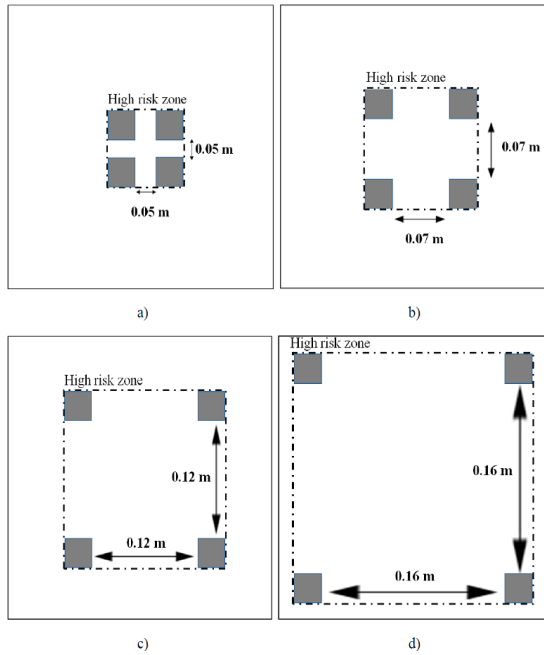 High risk zone
0.05 m
0.05 m
a)
High risk zone
0.07 m
0.07 m
b)
High risk zone
0.12 m
0.12 m
c)
High risk zone
0.16 m
0.16 m
d)